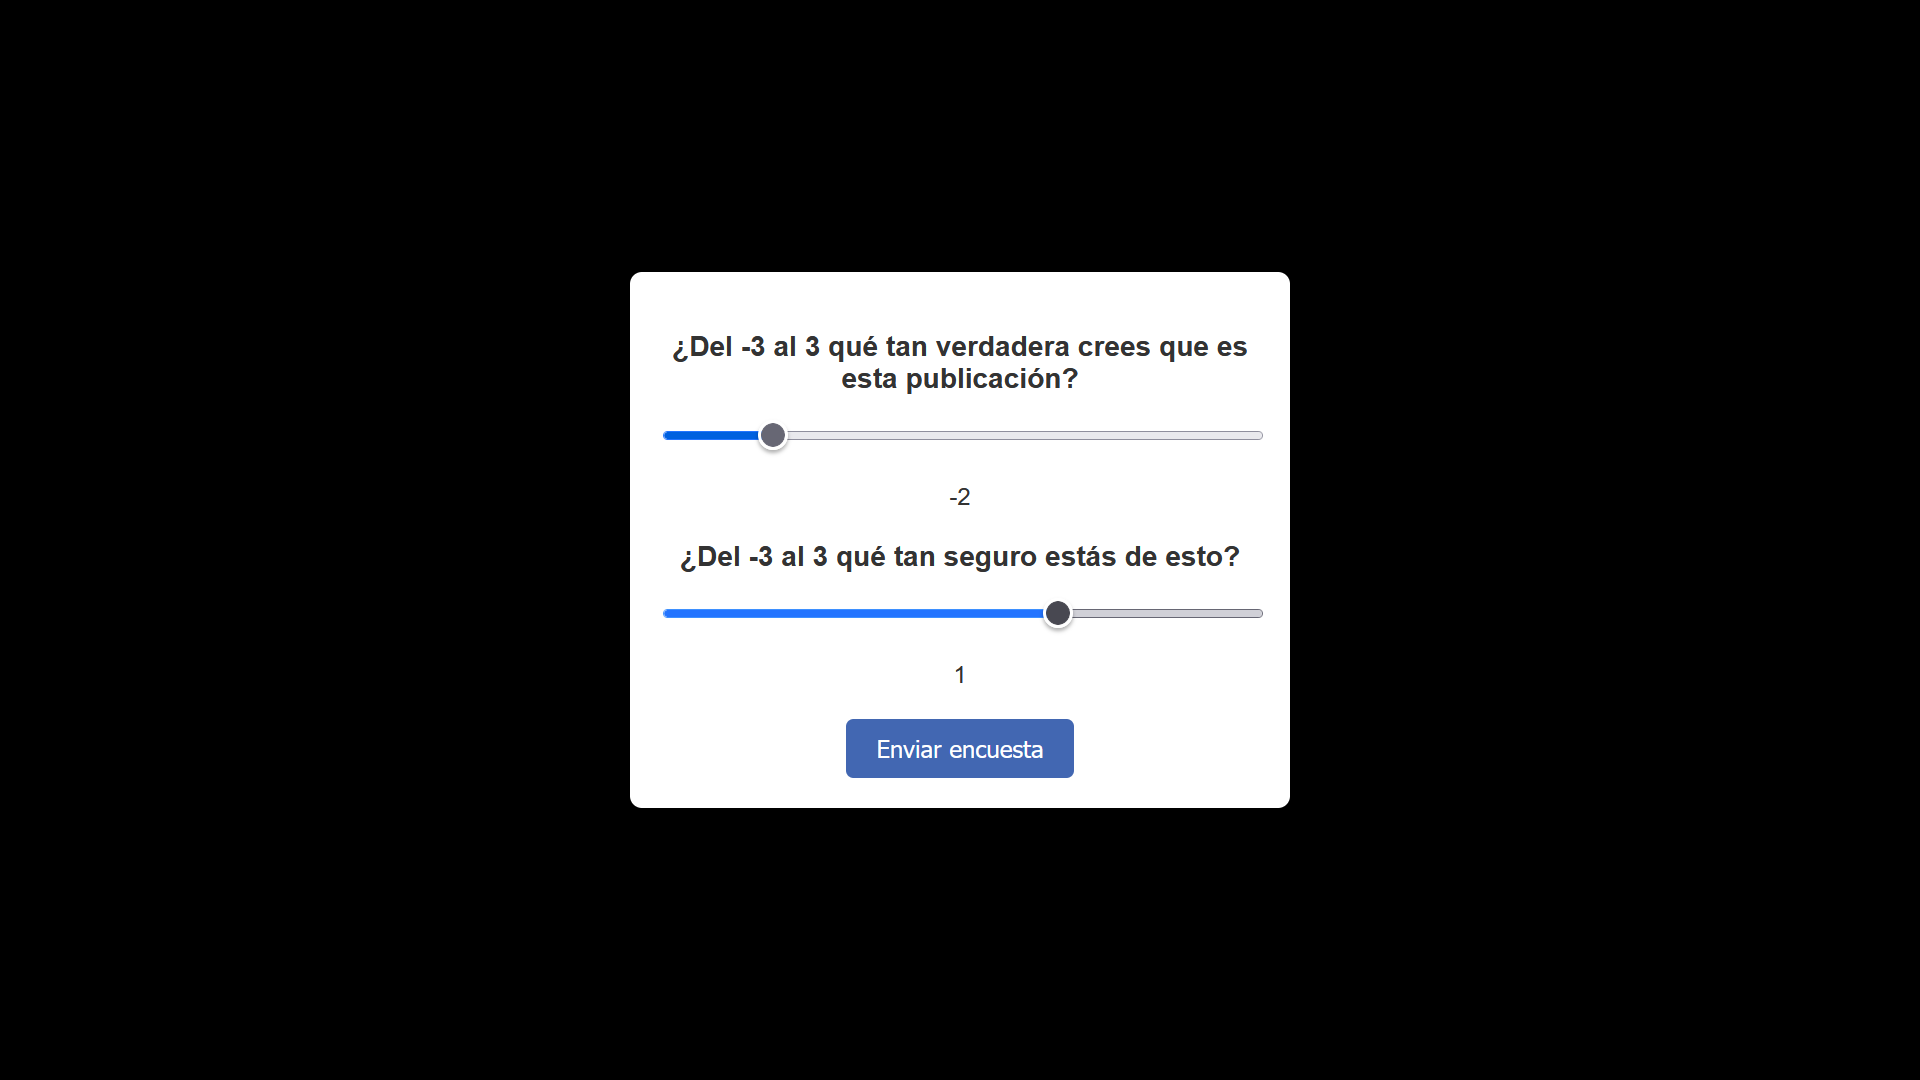 ¿Del -3 al 3 qué tan verdadera crees que es
esta publicación?
-2
¿Del -3 al 3 qué tan seguro estás de esto?
1
Enviar encuesta